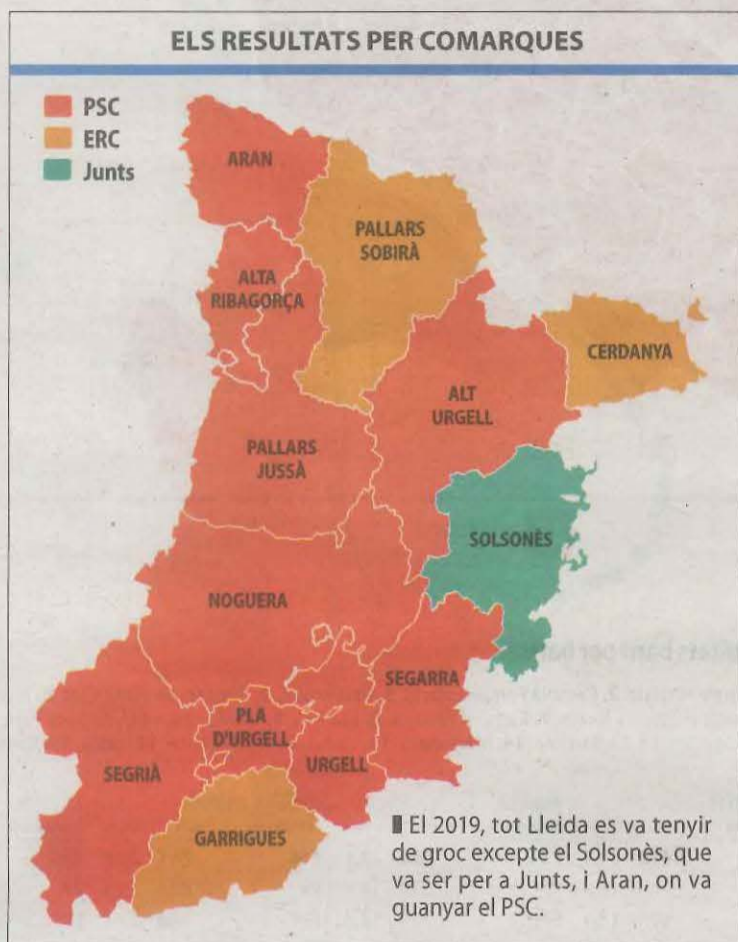 ELS RESULTATS PER COMARQUES
PSC
ERC
Junts
ARAN
PALLARS
SOBIRÀ
ALTA
RIBAGORÇA
CERDANYA
ALT
URGELL
PALLARS
JUSSÀ
SOLSONÈS
NOGUERA
SEGARRA
PLA
D'URGELL
SEGRIÀ
URGELL
GARRIGUES
El 2019, tot Lleida es va tenyir
de groc excepte el Solsonès, que
va ser per a Junts, i Aran, on va
guanyar el PSC.